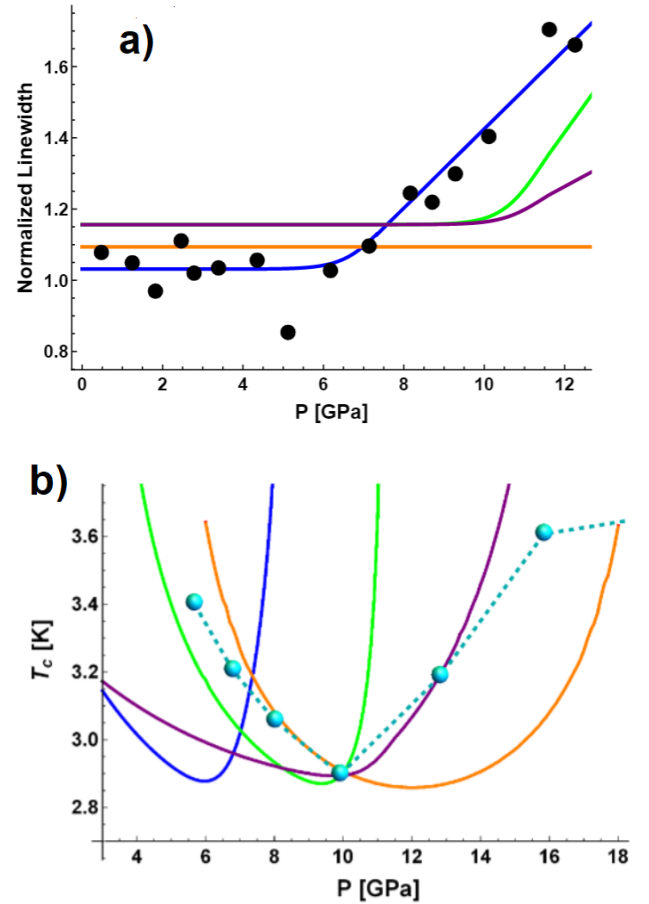 a)
Normalized Linewidth
1.6
1.4
1.2
1.0
0.8
0 2 4 6 8 10 12
P [GPa]
b)
T_c [K]
3.6
3.4
3.2
3.0
2.8
4 6 8 10 12 14 16 18
P [GPa]